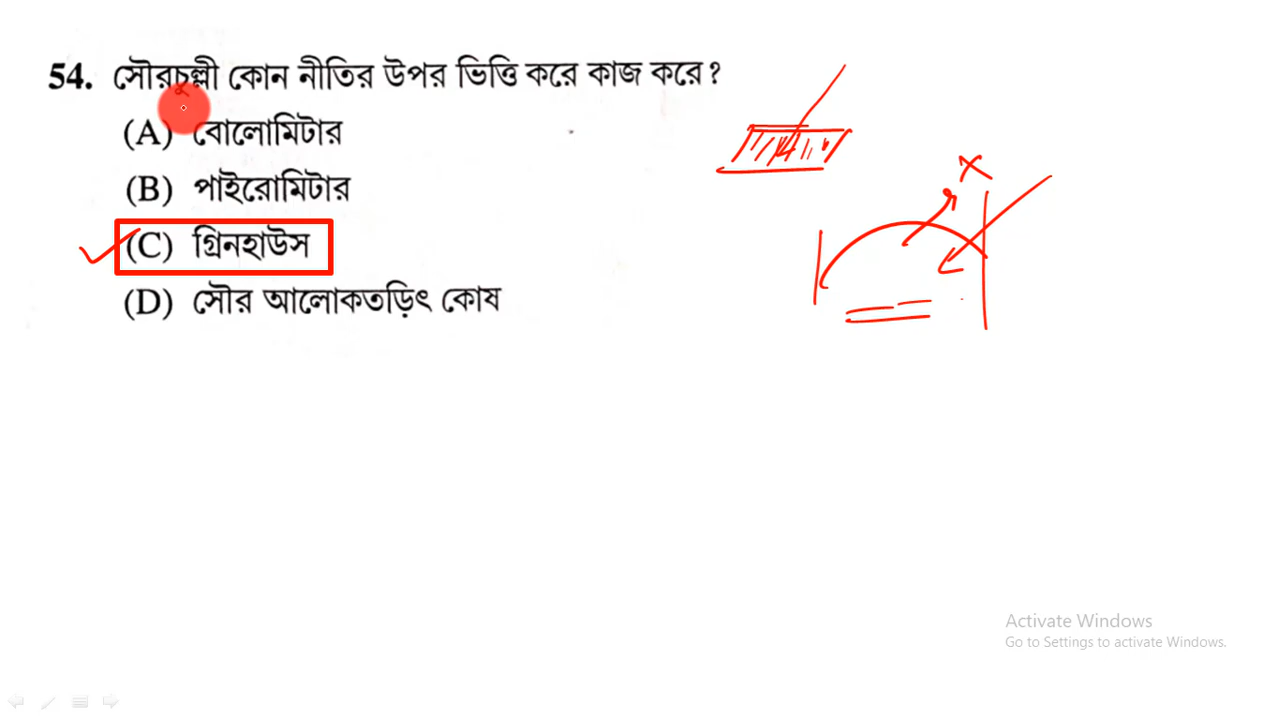 54. সৌরচুল্লী কোন নীতির উপর ভিত্তি করে কাজ করে?
(A) বোলোমিটার
(B) পাইরোমিটার
(C) গ্রিনহাউস
(D) সৌর আলোকতড়িৎ কোষ
Activate Windows
Go to Settings to activate Windows.